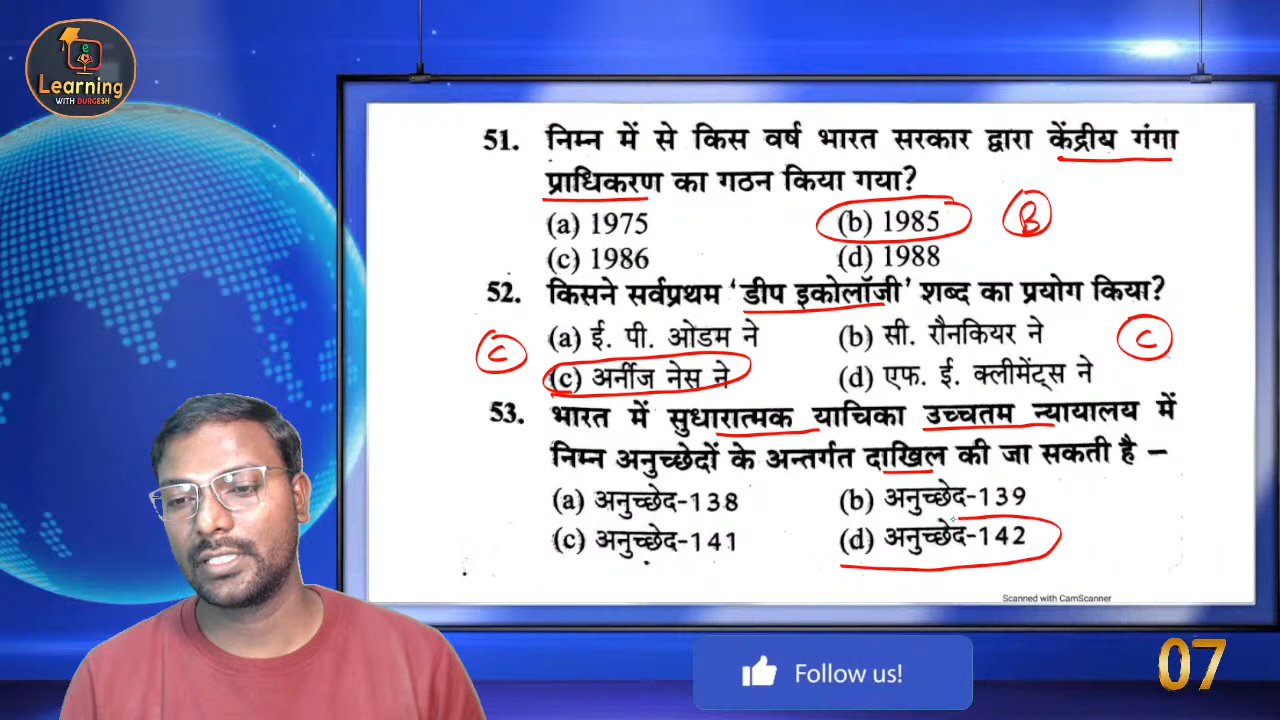 e
Learning
WITH DURGESH
51. निम्न में से किस वर्ष भारत सरकार द्वारा केंद्रीय गंगा
प्राधिकरण का गठन किया गया?
(a) 1975 (b) 1985 B
(c) 1986 (d) 1988
52. किसने सर्वप्रथम ‘डीप इकोलॉजी’ शब्द का प्रयोग किया?
(a) ई. पी. ओडम ने (b) सी. रौनकियर ने C
C (c) अर्नीज नेस ने (d) एफ. ई. क्लीमेंट्स ने
53. भारत में सुधारात्मक याचिका उच्चतम न्यायालय में
निम्न अनुच्छेदों के अन्तर्गत दाखिल की जा सकती है –
(a) अनुच्छेद-138 (b) अनुच्छेद-139
(c) अनुच्छेद-141 (d) अनुच्छेद-142
Scanned with CamScanner
Follow us!
07